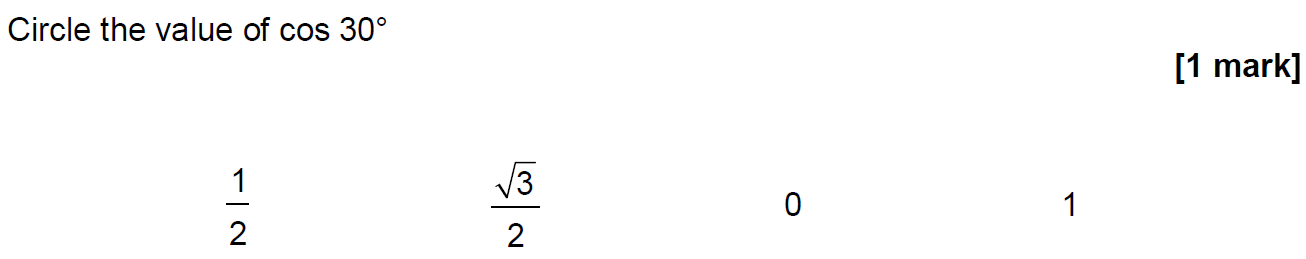 Circle the value of cos 30°
[1 mark]
1/2 √3/2 0 1